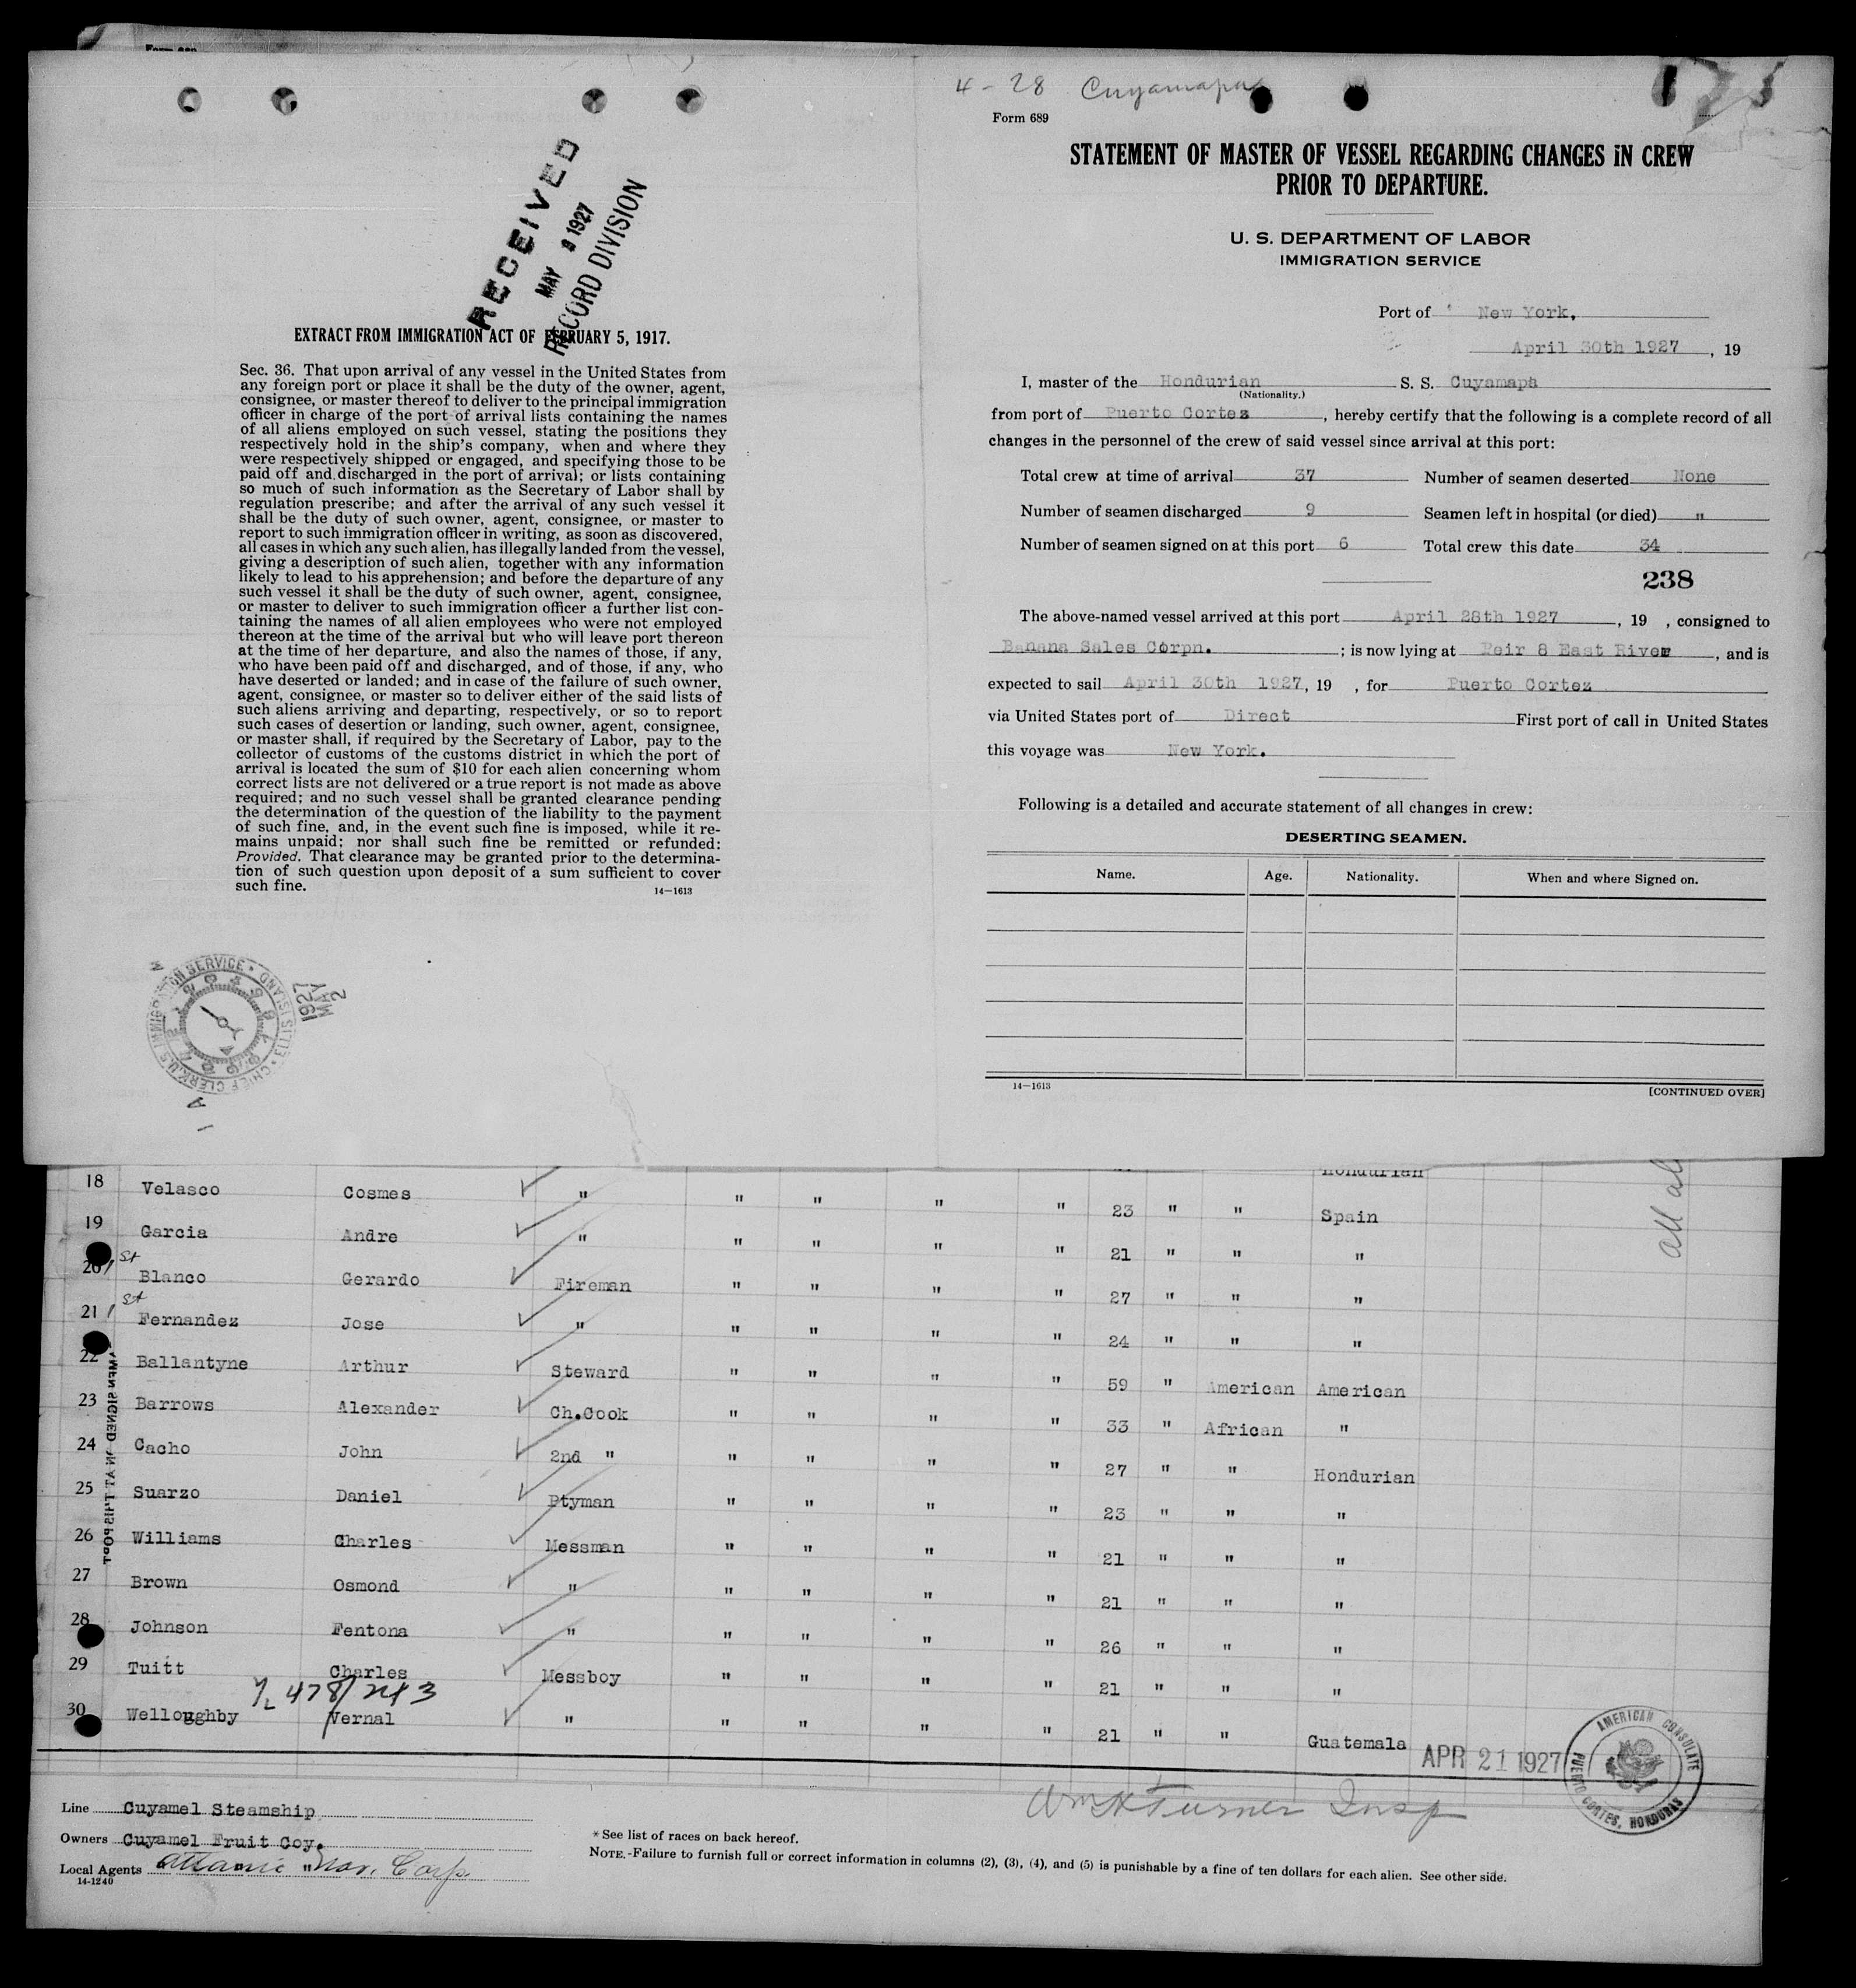 RECEIVED
MAY 1927
RECORD DIVISION
EXTRACT FROM IMMIGRATION ACT OF FEBRUARY 5, 1917.
Sec. 36. That upon arrival of any vessel in the United States from
any foreign port or place it shall be the duty of the owner, agent,
consignee, or master thereof to deliver to the principal immigration
officer in charge of the port of arrival lists containing the names
of all aliens employed on such vessel, stating the positions they
respectively hold in the ship's company, when and where they
were respectively shipped or engaged, and specifying those to be
paid off and discharged in the port of arrival; or lists containing
so much of such information as the Secretary of Labor shall by
regulation prescribe; and after the arrival of any such vessel it
shall be the duty of such owner, agent, consignee, or master to
report to such immigration officer in writing, as soon as discovered,
all cases in which any such alien, has illegally landed from the vessel,
giving a description of such alien, together with any information
likely to lead to his apprehension; and before the departure of any
such vessel it shall be the duty of such owner, agent, consignee,
or master to deliver to such immigration officer a further list con-
taining the names of all alien employees who were not employed
thereon at the time of the arrival but who will leave port thereon
at the time of her departure, and also the names of those, if any,
who have been paid off and discharged, and of those, if any, who
have deserted or landed; and in case of the failure of such owner,
agent, consignee, or master so to deliver either of the said lists of
such aliens arriving and departing, respectively, or so to report
such cases of desertion or landing, such owner, agent, consignee,
or master shall, if required by the Secretary of Labor, pay to the
collector of customs of the customs district in which the port of
arrival is located the sum of $10 for each alien concerning whom
correct lists are not delivered or a true report is not made as above
required; and no such vessel shall be granted clearance pending
the determination of the question of the liability to the payment
of such fine, and, in the event such fine is imposed, while it re-
mains unpaid; nor shall such fine be remitted or refunded:
Provided. That clearance may be granted prior to the determina-
tion of such question upon deposit of a sum sufficient to cover
such fine.
14—1613
CHIEF CLERK, U.S. IMMIGRATION SERVICE • ELLIS ISLAND
1927
MAY
2
4 - 28 Cuyamapa
Form 689
STATEMENT OF MASTER OF VESSEL REGARDING CHANGES IN CREW
PRIOR TO DEPARTURE.
U. S. DEPARTMENT OF LABOR
IMMIGRATION SERVICE
Port of New York,
April 30th 1927, 19
I, master of the Hondurian S. S. Cuyamapa
(Nationality.)
from port of Puerto Cortez, hereby certify that the following is a complete record of all
changes in the personnel of the crew of said vessel since arrival at this port:
Total crew at time of arrival 37 Number of seamen deserted None
Number of seamen discharged 9 Seamen left in hospital (or died) "
Number of seamen signed on at this port 6 Total crew this date 34
238
The above-named vessel arrived at this port April 28th 1927, 19 , consigned to
Banana Sales Corpn. ; is now lying at Peir 8 East River, and is
expected to sail April 30th 1927, 19 , for Puerto Cortez
via United States port of Direct First port of call in United States
this voyage was New York.
Following is a detailed and accurate statement of all changes in crew:
DESERTING SEAMEN.
Name. Age. Nationality. When and where Signed on.
14—1613 [CONTINUED OVER]
Hondurian
18 Velasco Cosmes " " " " " 23 " " Spain
19 Garcia Andre " " " " " 21 " " "
20 Blanco Gerardo Fireman " " " " 27 " " "
21 Fernandez Jose " " " " " 24 " " "
22 Ballantyne Arthur Steward " " " " 59 " American American
23 Barrows Alexander Ch.Cook " " " " 33 " African "
24 Cacho John 2nd " " " " " 27 " " Hondurian
25 Suarzo Daniel Ptyman " " " " 23 " " "
26 Williams Charles Messman " " " " 21 " " "
27 Brown Osmond " " " " " 21 " " "
28 Johnson Fentona " " " " " 26 " " "
29 Tuitt Charles Messboy " " " " 21 " " "
478/243
30 Welloughby Vernal " " " " " 21 " " Guatemala
APR 21 1927
AMERICAN CONSULATE
PUERTO CORTES, HONDURAS
Wm K Turner Insp
Line Cuyamel Steamship
Owners Cuyamel Fruit Coy.
Local Agents Atlantic Nav. Corp.
14-1240
*See list of races on back hereof.
NOTE.-Failure to furnish full or correct information in columns (2), (3), (4), and (5) is punishable by a fine of ten dollars for each alien. See other side.